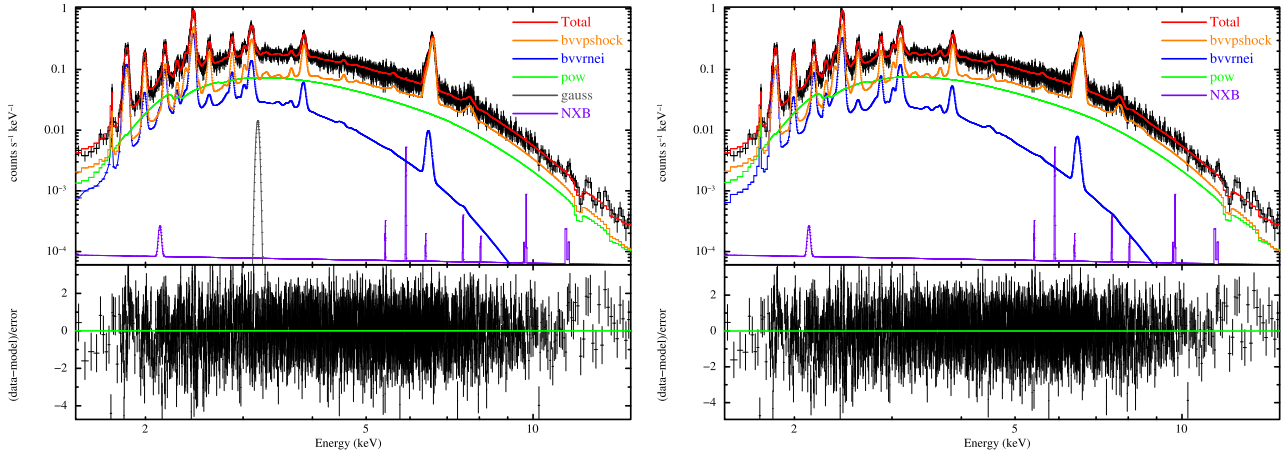 1
0.1
0.01
10⁻³
10⁻⁴
counts s⁻¹ keV⁻¹
Total
bvvpshock
bvvrnei
pow
gauss
NXB
2
0
−2
−4
(data−model)/error
2
5
10
Energy (keV)
1
0.1
0.01
10⁻³
10⁻⁴
counts s⁻¹ keV⁻¹
Total
bvvpshock
bvvrnei
pow
NXB
2
0
−2
−4
(data−model)/error
2
5
10
Energy (keV)